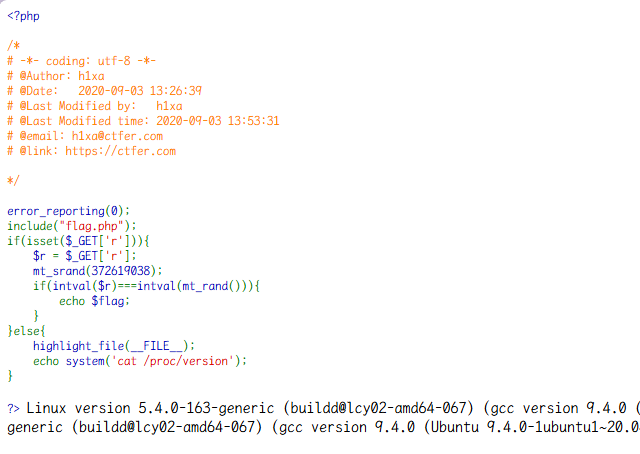 <?php
/*
# -*- coding: utf-8 -*-
# @Author: h1xa
# @Date:   2020-09-03 13:26:39
# @Last Modified by:   h1xa
# @Last Modified time: 2020-09-03 13:53:31
# @email: h1xa@ctfer.com
# @link: https://ctfer.com
*/
error_reporting(0);
include("flag.php");
if(isset($_GET['r'])){
    $r = $_GET['r'];
    mt_srand(372619038);
    if(intval($r)===intval(mt_rand())){
        echo $flag;
    }
}else{
    highlight_file(__FILE__);
    echo system('cat /proc/version');
}
?> Linux version 5.4.0-163-generic (buildd@lcy02-amd64-067) (gcc version 9.4.0 (
generic (buildd@lcy02-amd64-067) (gcc version 9.4.0 (Ubuntu 9.4.0-1ubuntu1~20.0